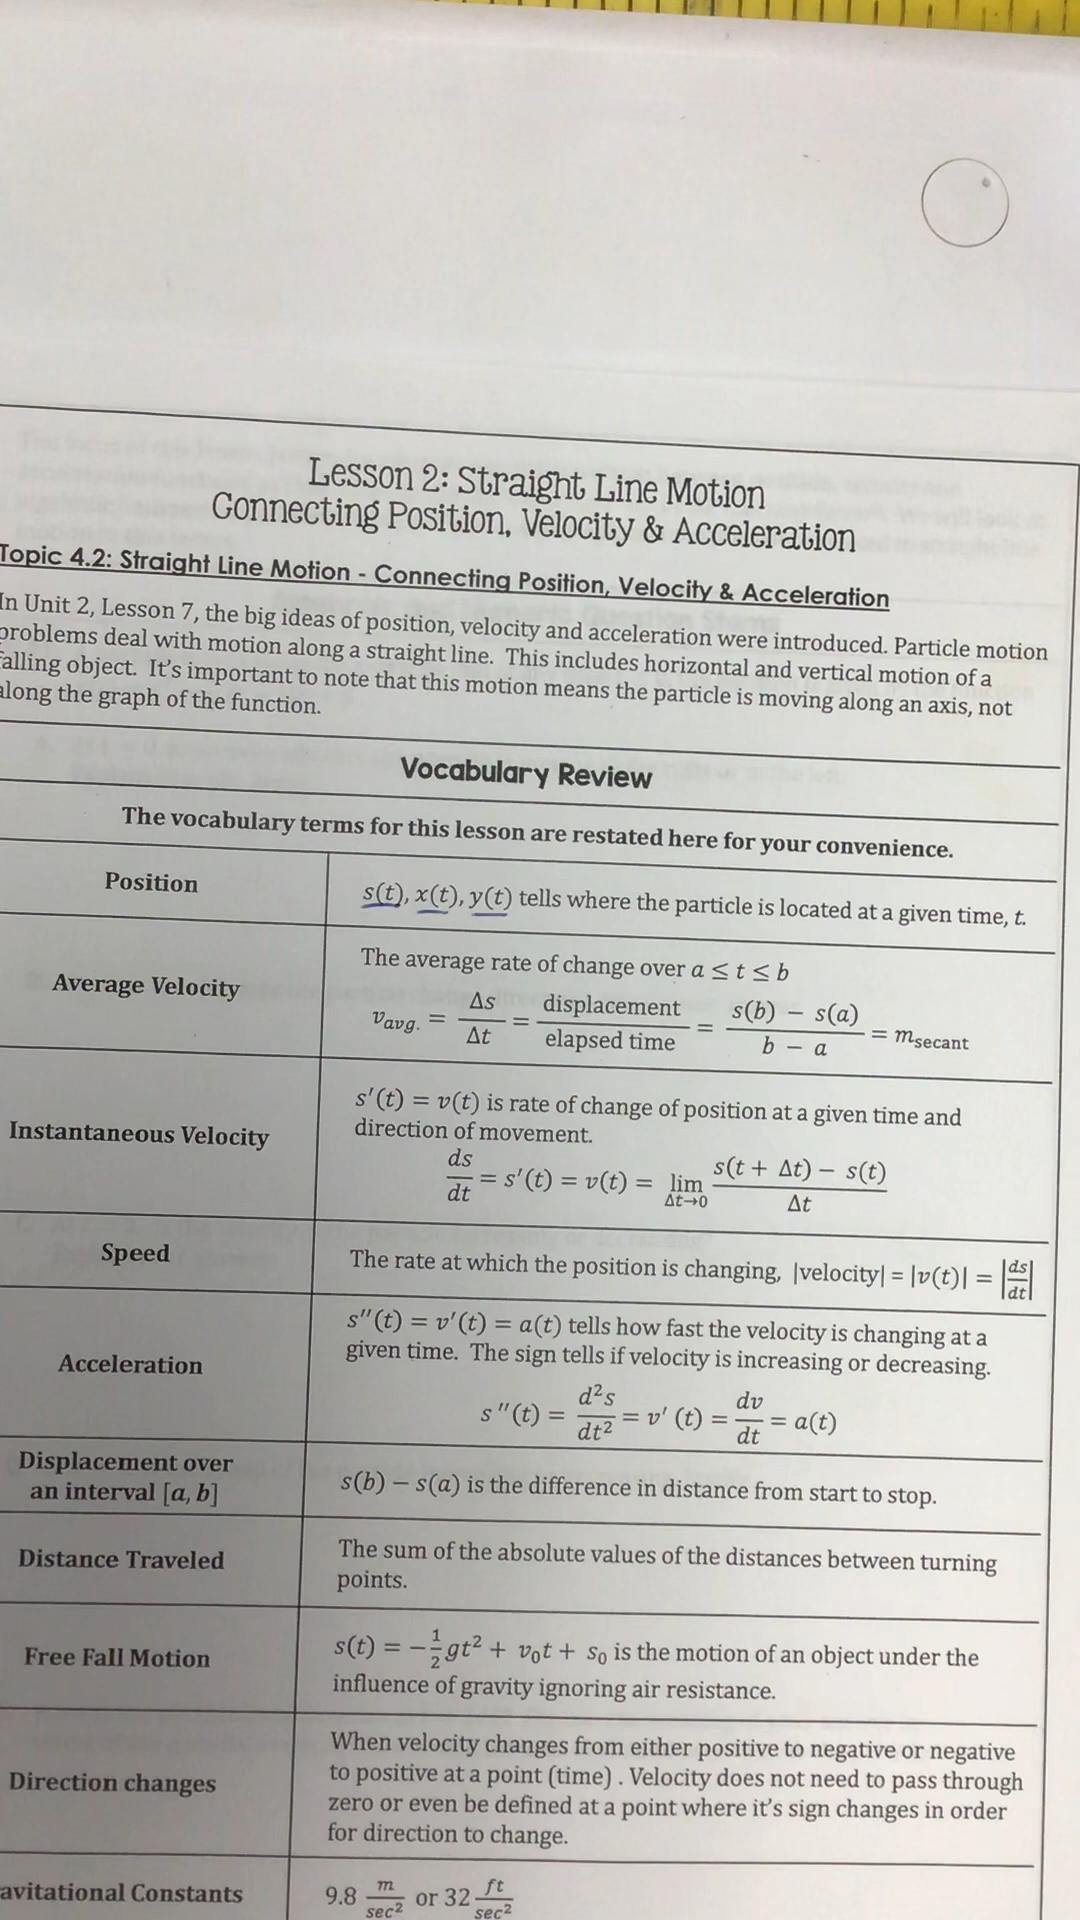 Lesson 2: Straight Line Motion
Connecting Position, Velocity & Acceleration
Topic 4.2: Straight Line Motion - Connecting Position, Velocity & Acceleration
In Unit 2, Lesson 7, the big ideas of position, velocity and acceleration were introduced. Particle motion
problems deal with motion along a straight line. This includes horizontal and vertical motion of a
falling object. It's important to note that this motion means the particle is moving along an axis, not
along the graph of the function.
Vocabulary Review
The vocabulary terms for this lesson are restated here for your convenience.
Position
s(t), x(t), y(t) tells where the particle is located at a given time, t.
Average Velocity
The average rate of change over a ≤ t ≤ b
v_avg. = Δs/Δt = displacement/elapsed time = (s(b) − s(a))/(b − a) = m_secant
Instantaneous Velocity
s'(t) = v(t) is rate of change of position at a given time and
direction of movement.
ds/dt = s'(t) = v(t) = lim Δt→0 (s(t + Δt) − s(t))/Δt
Speed
The rate at which the position is changing, |velocity| = |v(t)| = |ds/dt|
Acceleration
s''(t) = v'(t) = a(t) tells how fast the velocity is changing at a
given time. The sign tells if velocity is increasing or decreasing.
s''(t) = d²s/dt² = v'(t) = dv/dt = a(t)
Displacement over
an interval [a, b]
s(b) − s(a) is the difference in distance from start to stop.
Distance Traveled
The sum of the absolute values of the distances between turning
points.
Free Fall Motion
s(t) = −½gt² + v₀t + s₀ is the motion of an object under the
influence of gravity ignoring air resistance.
Direction changes
When velocity changes from either positive to negative or negative
to positive at a point (time) . Velocity does not need to pass through
zero or even be defined at a point where it's sign changes in order
for direction to change.
avitational Constants
9.8 m/sec² or 32 ft/sec²